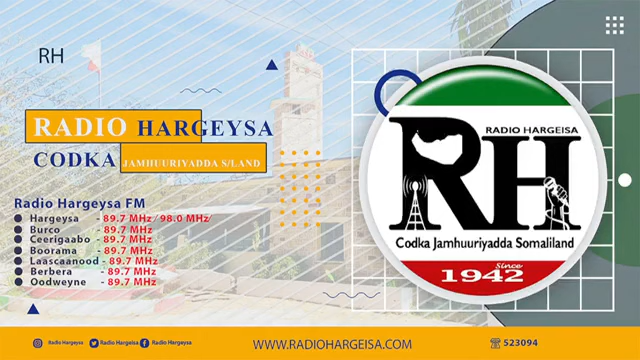 RH
RADIO HARGEYSA
CODKA JAMHUURIYADDA S/LAND
Radio Hargeysa FM
Hargeysa - 89.7 MHz / 98.0 MHz/
Burco - 89.7 MHz
Ceerigaabo - 89.7 MHz
Boorama - 89.7 MHz
Laascaanood - 89.7 MHz
Berbera - 89.7 MHz
Oodweyne - 89.7 MHz
RADIO HARGEISA
RH
Codka Jamhuuriyadda Somaliland
Since
1942
Radio Hargeysa Radio Hargeisa Radio Hargeysa
WWW.RADIOHARGEISA.COM
523094